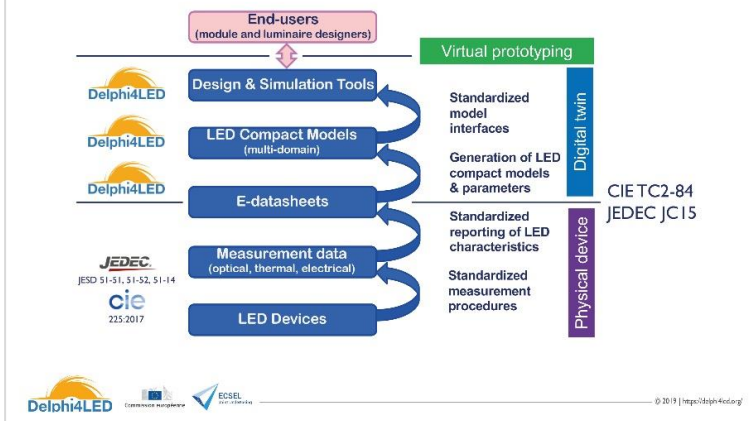 End-users
(module and luminaire designers)
Virtual prototyping
Delphi4LED
Design & Simulation Tools
Standardized
model
interfaces
Digital twin
Delphi4LED
LED Compact Models
(multi-domain)
Generation of LED
compact models
& parameters
Delphi4LED
E-datasheets
CIE TC2-84
JEDEC JC15
Standardized
reporting of LED
characteristics
Physical device
JEDEC.
JESD 51-51, 51-52, 51-14
Measurement data
(optical, thermal, electrical)
Standardized
measurement
procedures
cie
225:2017
LED Devices
Delphi4LED
Commission européenne
ECSEL
© 2019 | https://delphi4led.org/